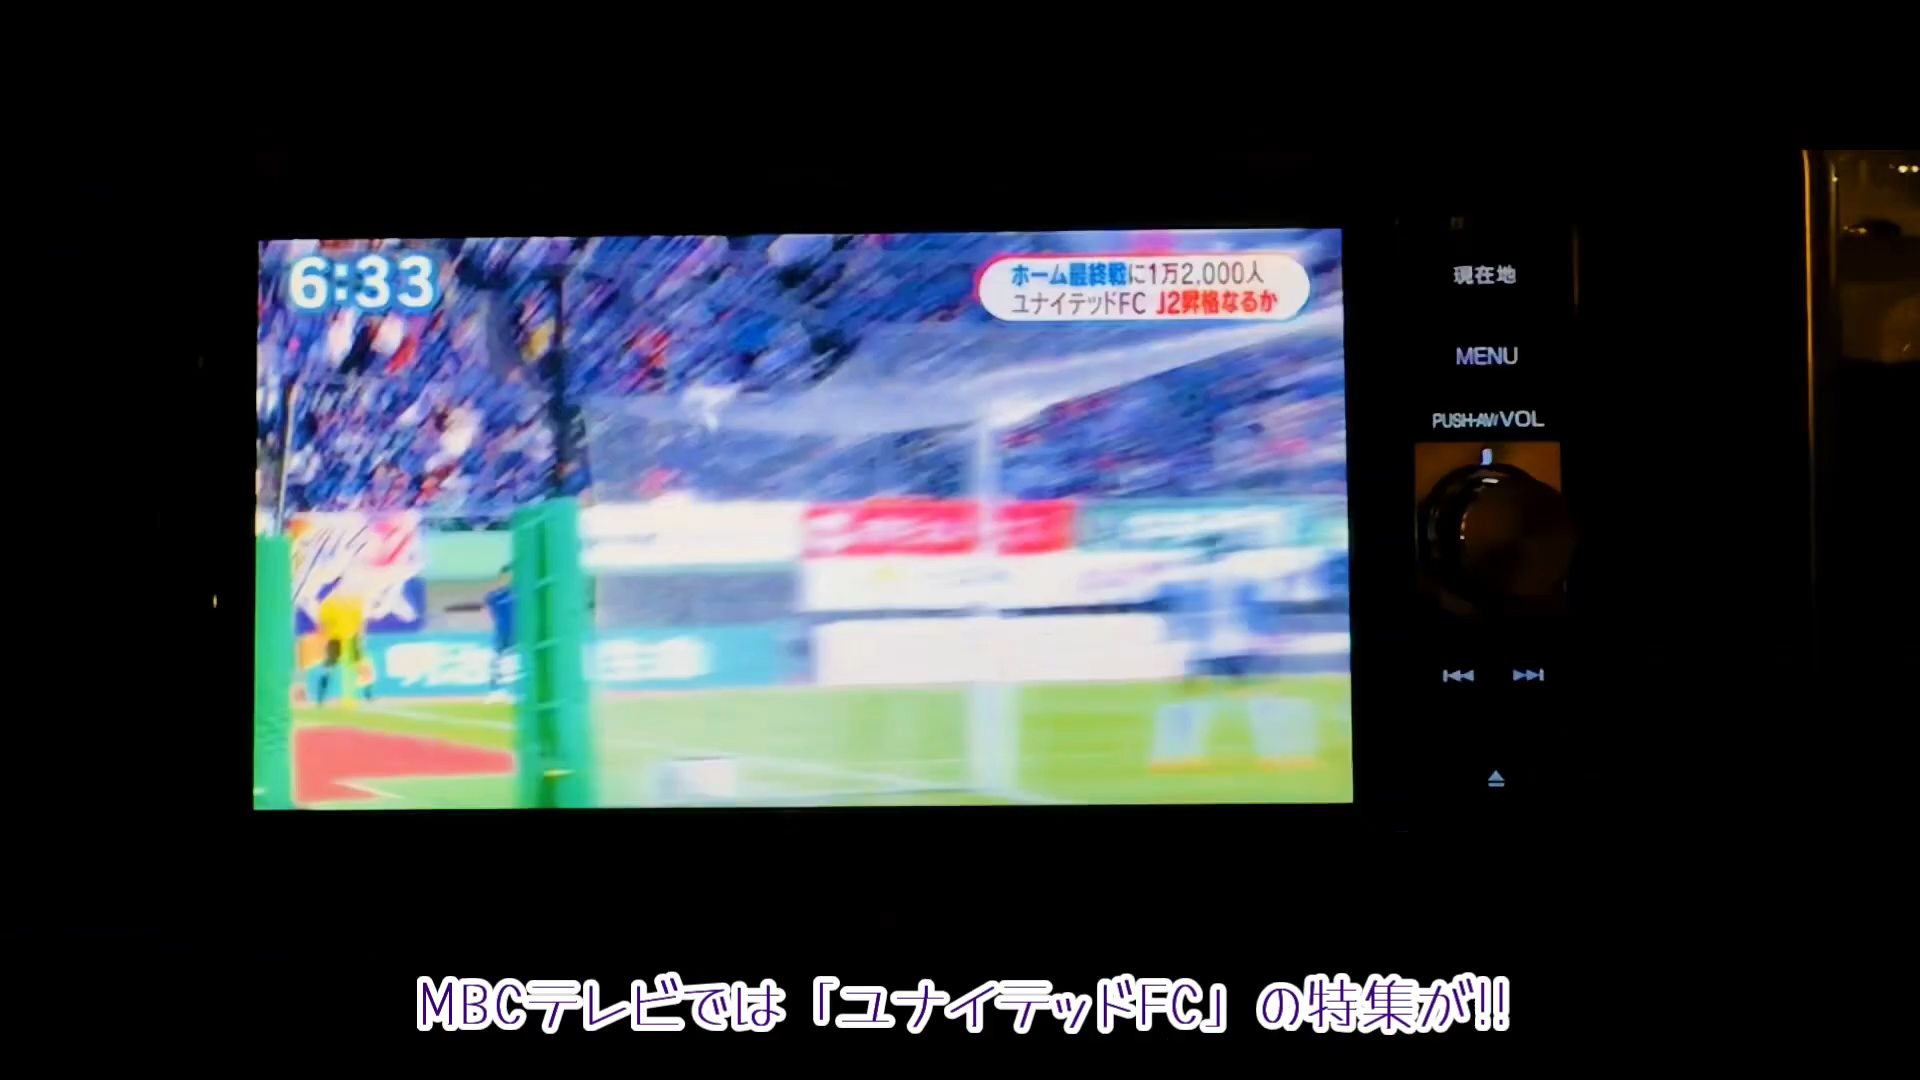 6:33
ホーム最終戦に1万2,000人
ユナイテッドFC J2昇格なるか
現在地
MENU
PUSH-AV/VOL
MBCテレビでは「ユナイテッドFC」の特集が!!